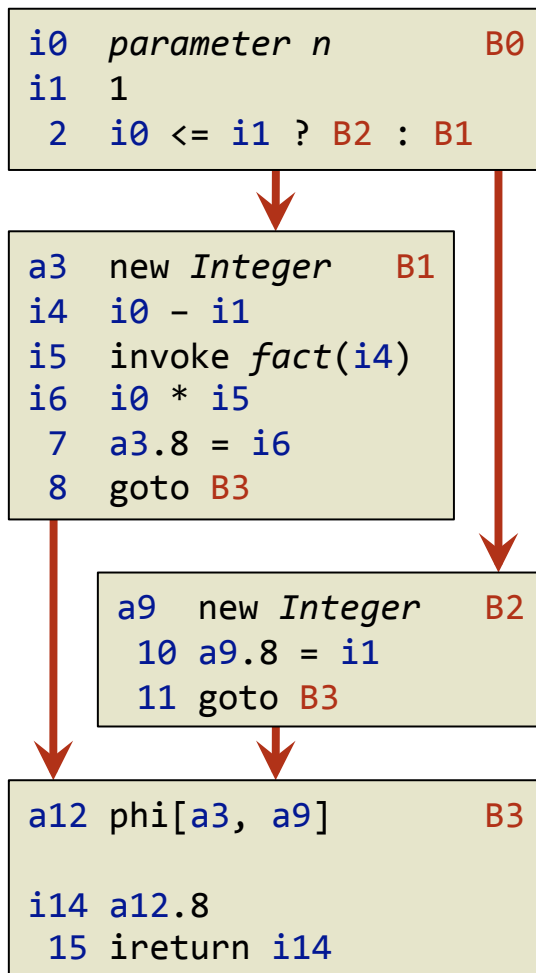 i0 parameter n B0
i1 1
2 i0 <= i1 ? B2 : B1
a3 new Integer B1
i4 i0 – i1
i5 invoke fact(i4)
i6 i0 * i5
7 a3.8 = i6
8 goto B3
a9 new Integer B2
10 a9.8 = i1
11 goto B3
a12 phi[a3, a9] B3
i14 a12.8
15 ireturn i14